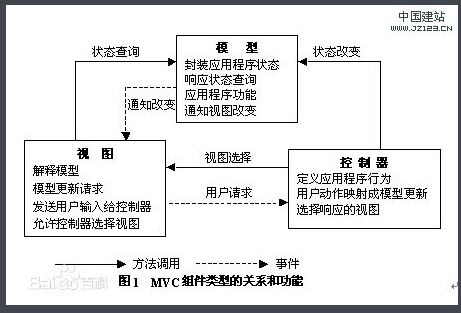 中国建站
WWW.JZ123.CN
模 型
封装应用程序状态
响应状态查询
应用程序功能
通知视图改变
状态查询
状态改变
通知改变
视 图
解释模型
模型更新请求
发送用户输入给控制器
允许控制器选择视图
视图选择
用户请求
控 制 器
定义应用程序行为
用户动作映射成模型更新
选择响应的视图
方法调用
事件
Baidu百科
图1 MVC组件类型的关系和功能